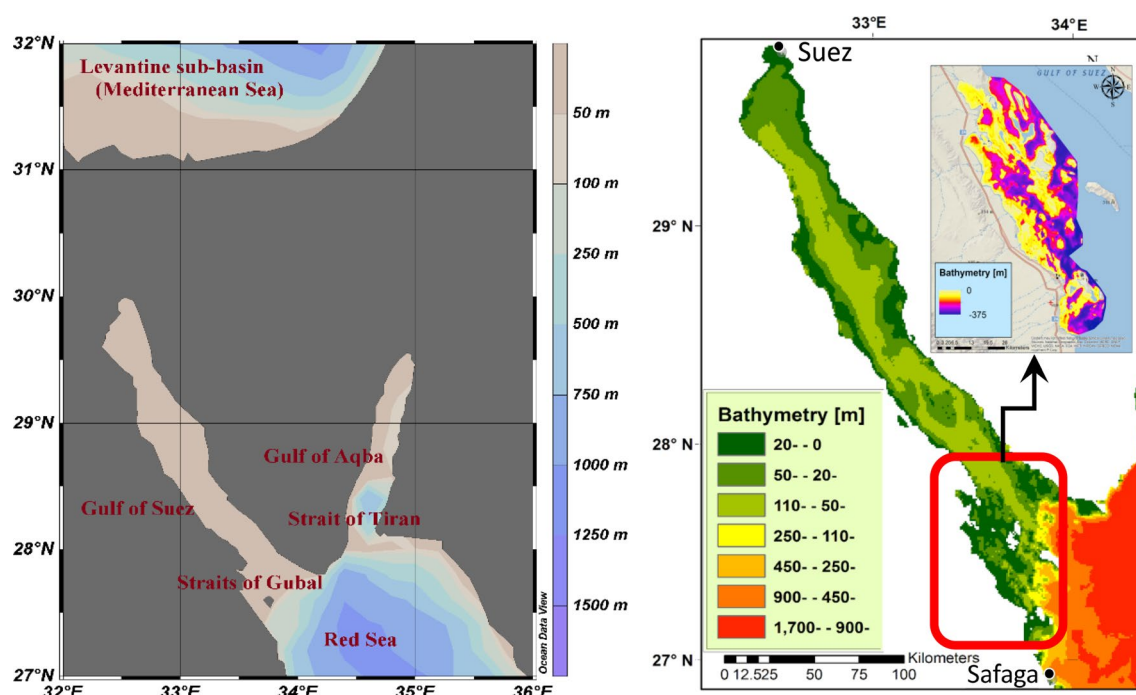 32°N
31°N
30°N
29°N
28°N
27°N
32°E
33°E
34°E
35°E
36°E
Levantine sub-basin
(Mediterranean Sea)
Gulf of Aqba
Gulf of Suez
Strait of Tiran
Straits of Gubal
Red Sea
50 m
100 m
250 m
500 m
750 m
1000 m
1250 m
1500 m
Ocean Data View
33°E
34°E
29° N
28° N
27° N
Suez
Safaga
GULF OF SUEZ
N
W
E
S
Bathymetry [m]
0
-375
Kilometers
Bathymetry [m]
20- - 0
50- - 20-
110- - 50-
250- - 110-
450- - 250-
900- - 450-
1,700- - 900-
0 12.525 50 75 100
Kilometers